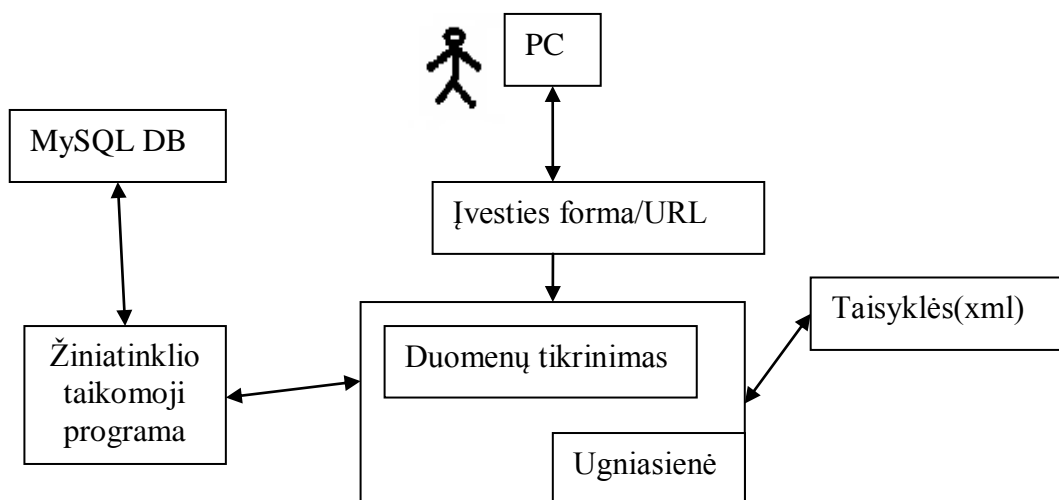 PC
MySQL DB
Įvesties forma/URL
Taisyklės(xml)
Žiniatinklio
taikomoji
programa
Duomenų tikrinimas
Ugniasienė